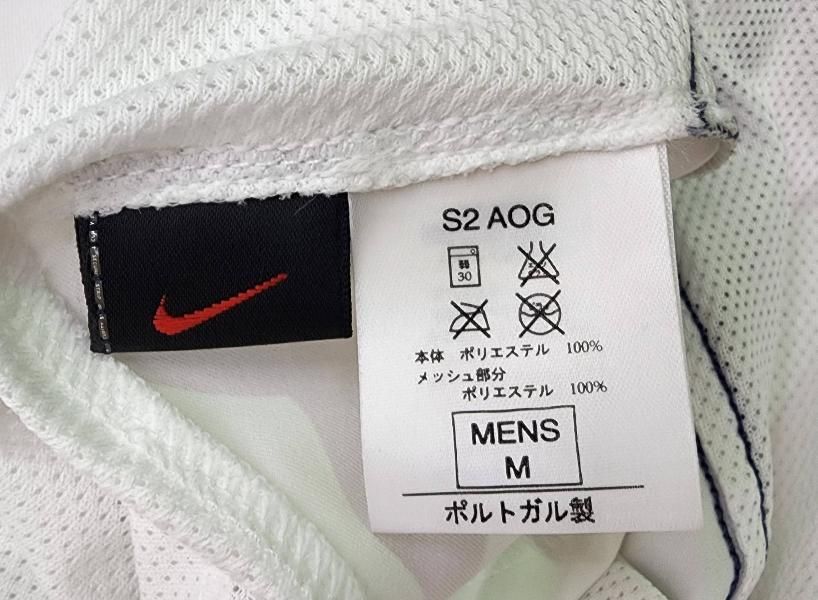 S2 AOG
弱
30
本体 ポリエステル 100%
メッシュ部分
ポリエステル 100%
MENS
M
ポルトガル製